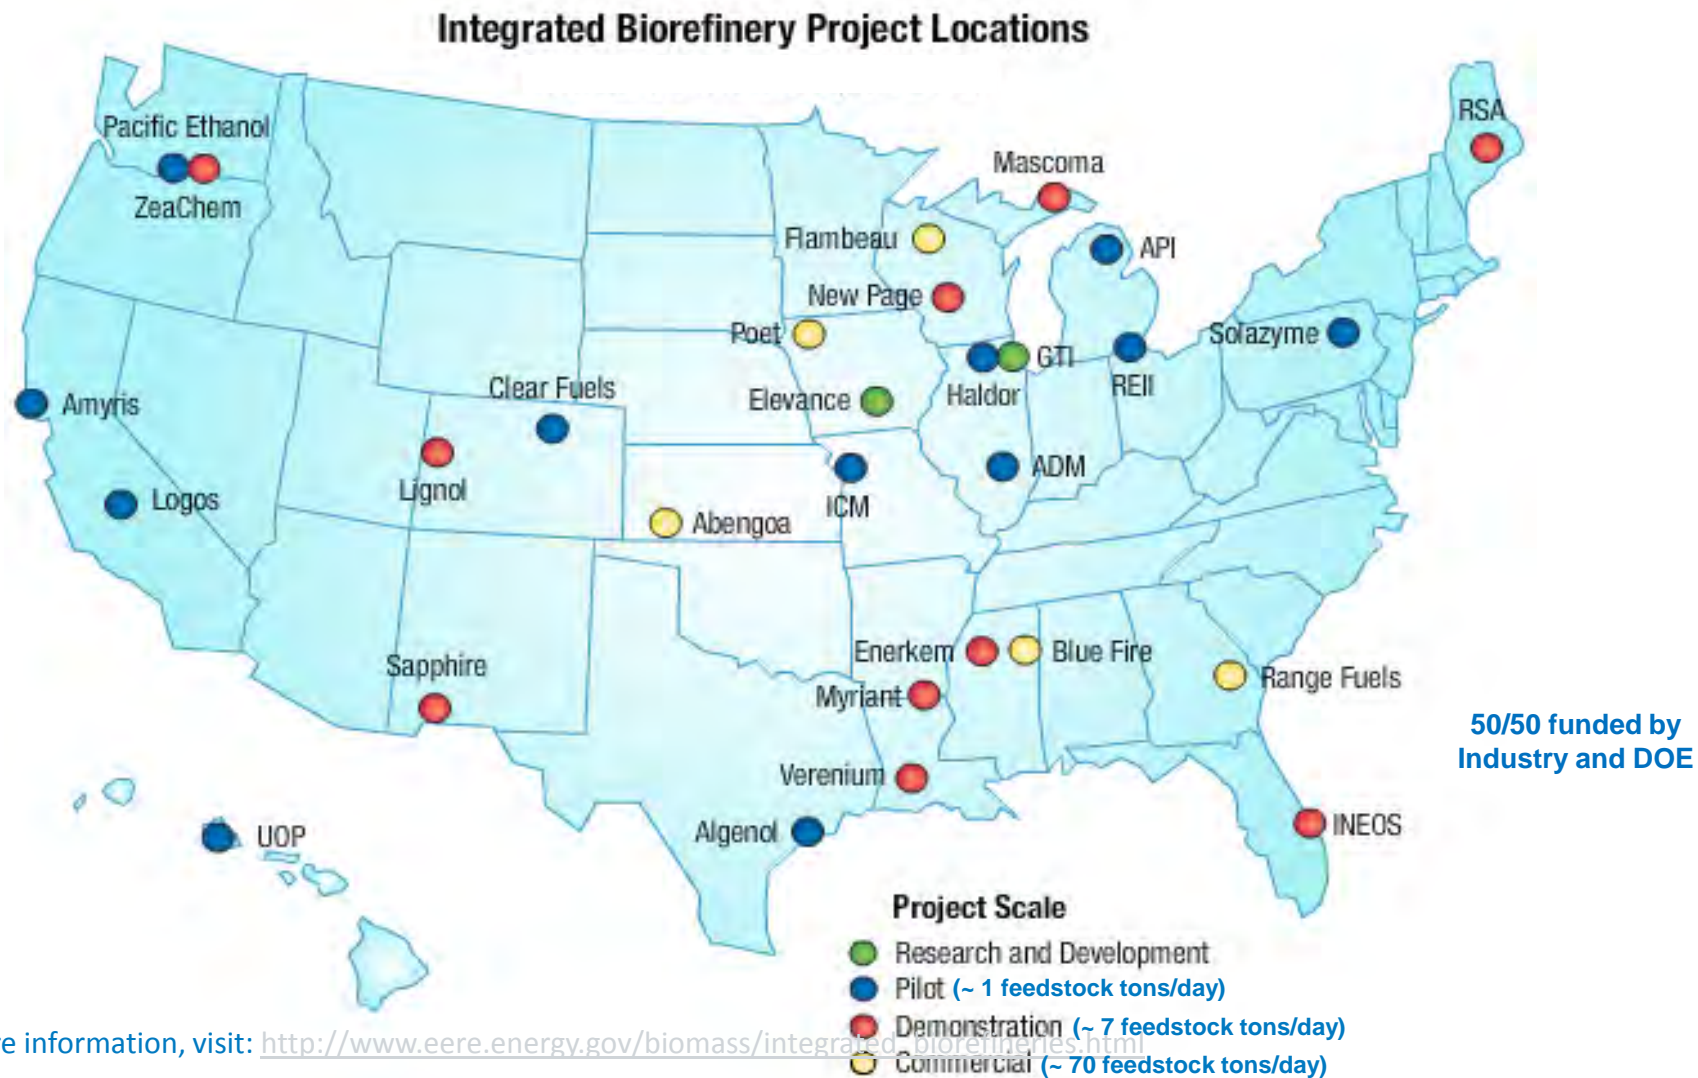 Integrated Biorefinery Project Locations
RSA
Pacific Ethanol
Mascoma
ZeaChem
Flambeau
API
New Page
Poet
Solazyme
GTI
Clear Fuels
Haldor
REII
Elevance
Amyris
Lignol
ADM
Logos
ICM
Abengoa
Enerkem
Blue Fire
Sapphire
Range Fuels
Myriant
50/50 funded by
Industry and DOE
Verenium
INEOS
Algenol
UOP
Project Scale
Research and Development
Pilot (~ 1 feedstock tons/day)
Demonstration (~ 7 feedstock tons/day)
e information, visit: http://www.eere.energy.gov/biomass/integrated_biorefineries.html
Commercial (~ 70 feedstock tons/day)